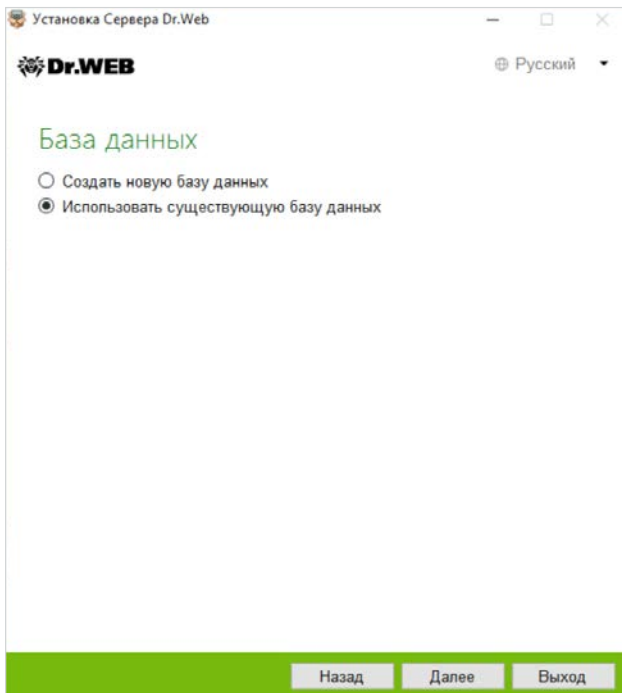 Установка Сервера Dr.Web
Dr.WEB
Русский
База данных
Создать новую базу данных
Использовать существующую базу данных
Назад Далее Выход